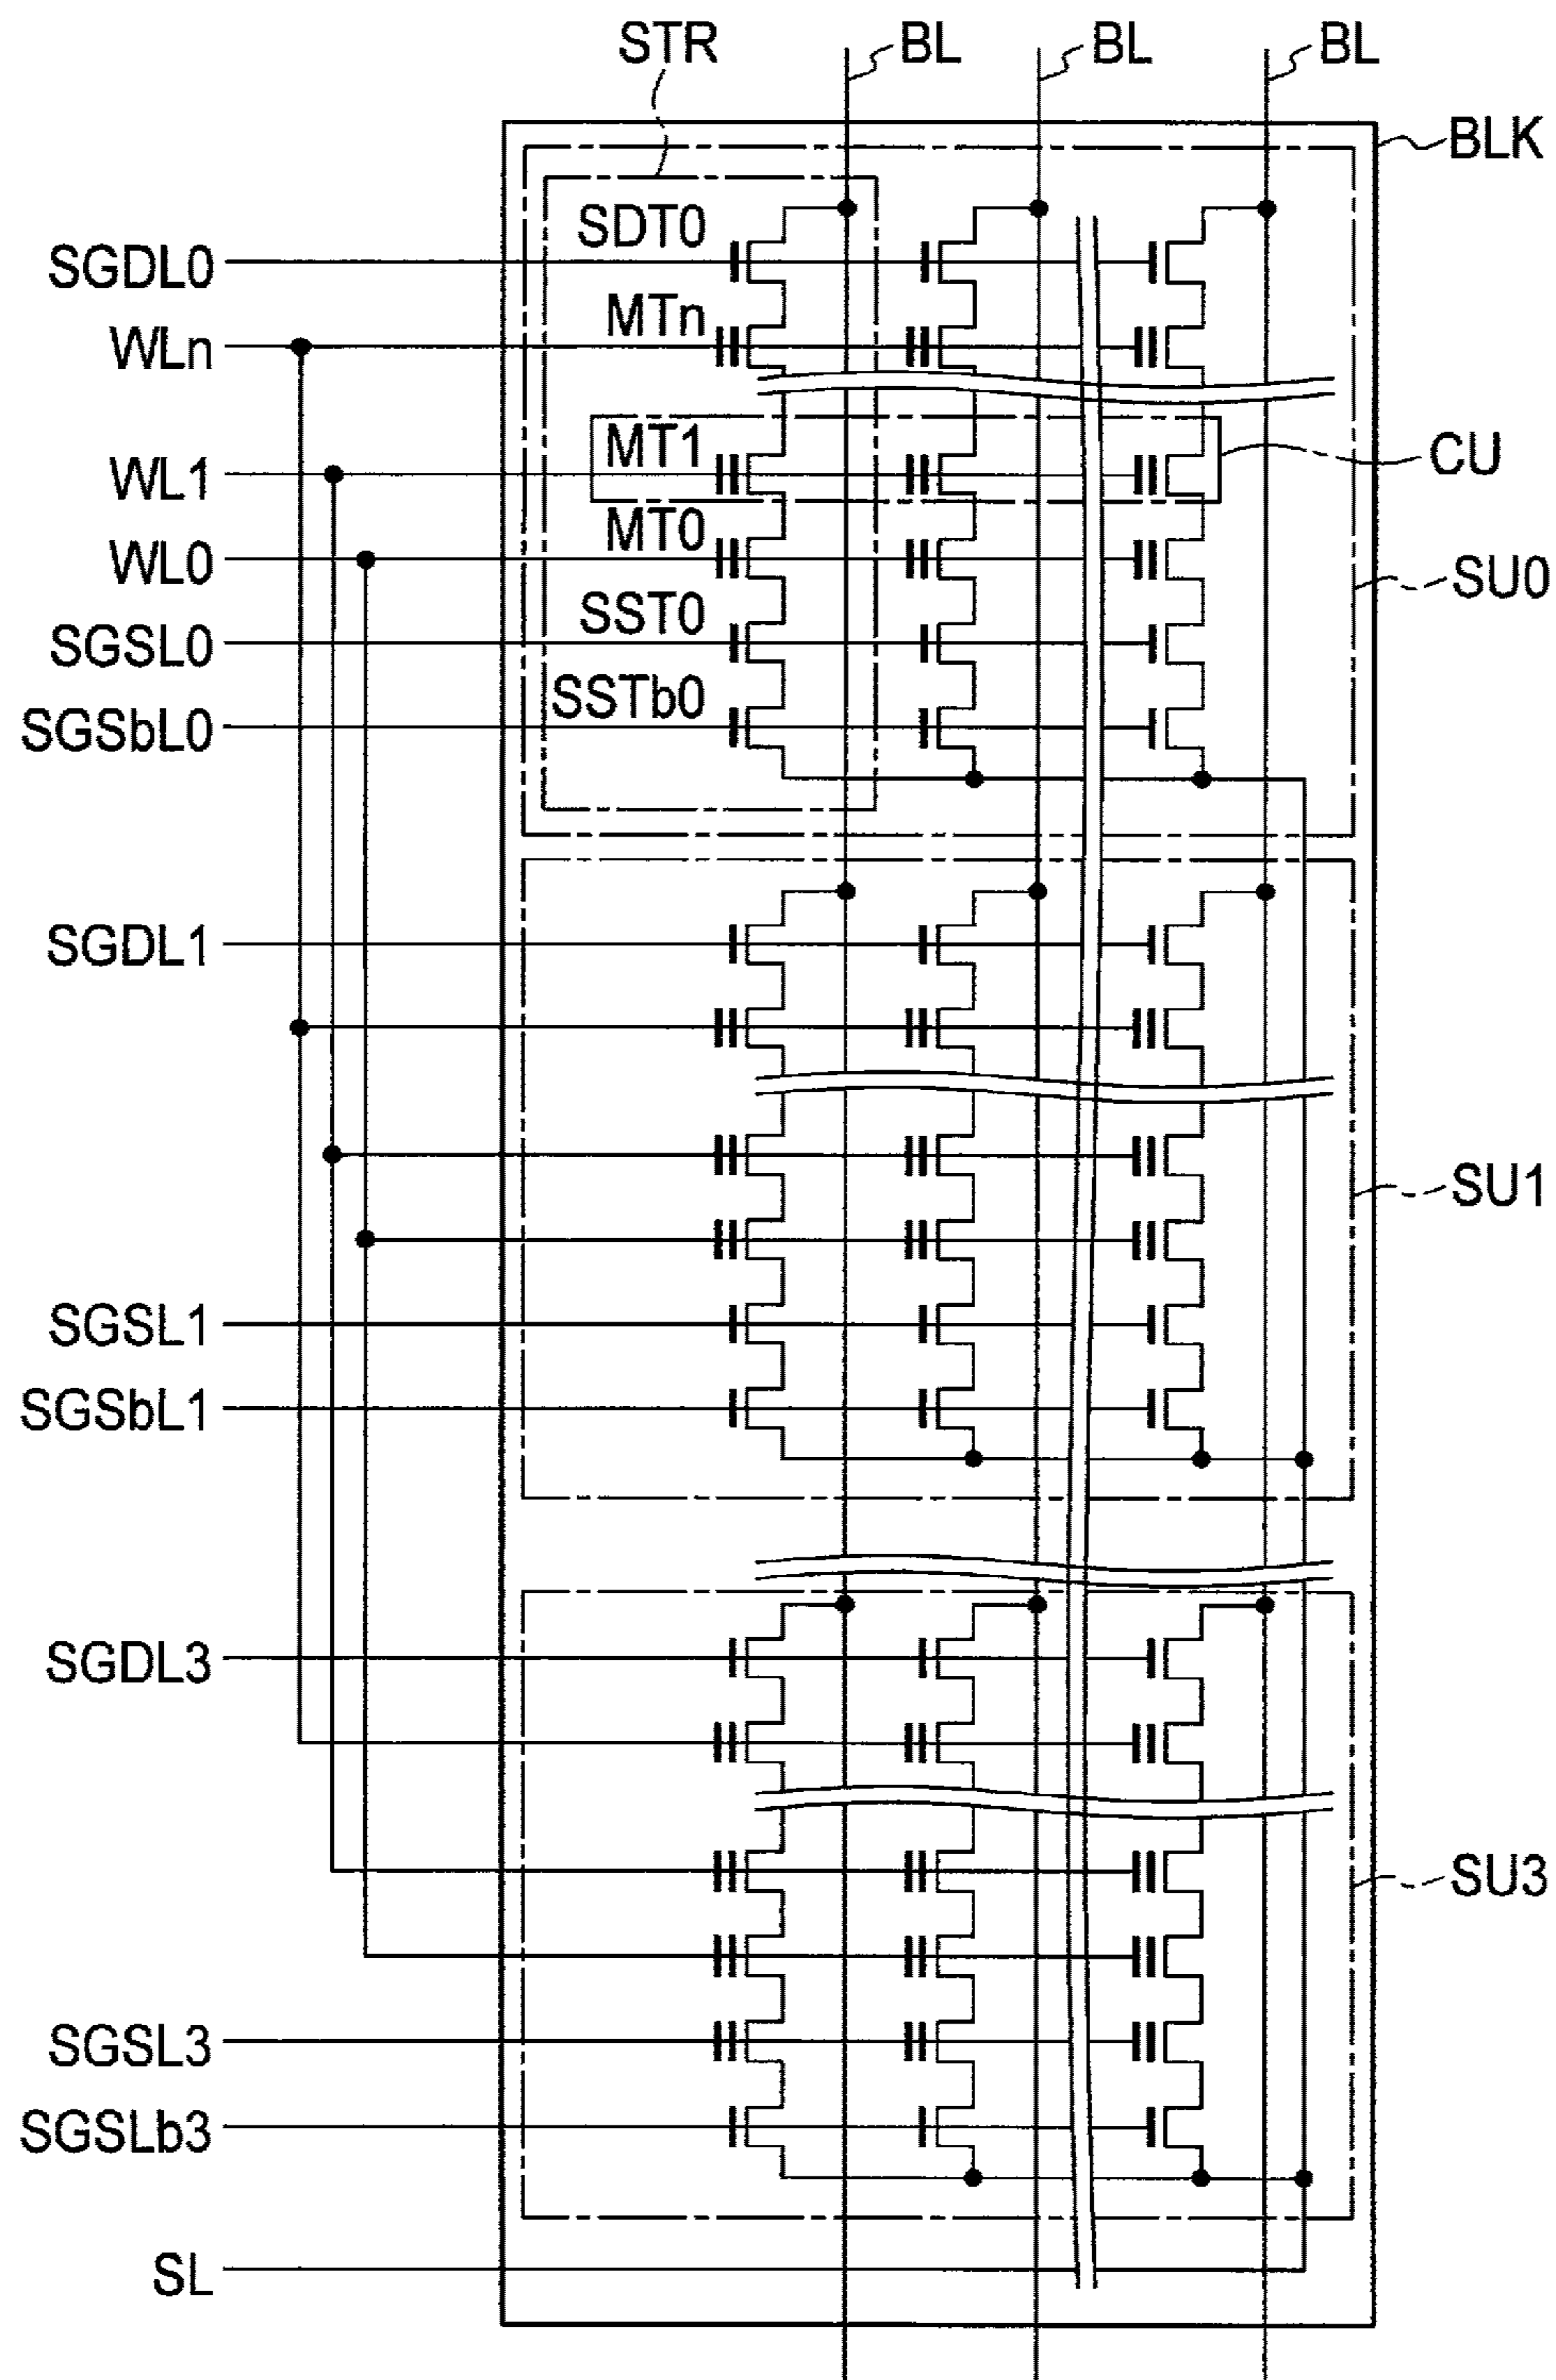 STR
BL
BL
BL
BLK
SDT0
SGDL0
MTn
WLn
MT1
CU
WL1
MT0
WL0
SU0
SST0
SGSL0
SSTb0
SGSbL0
SGDL1
SU1
SGSL1
SGSbL1
SGDL3
SU3
SGSL3
SGSLb3
SL